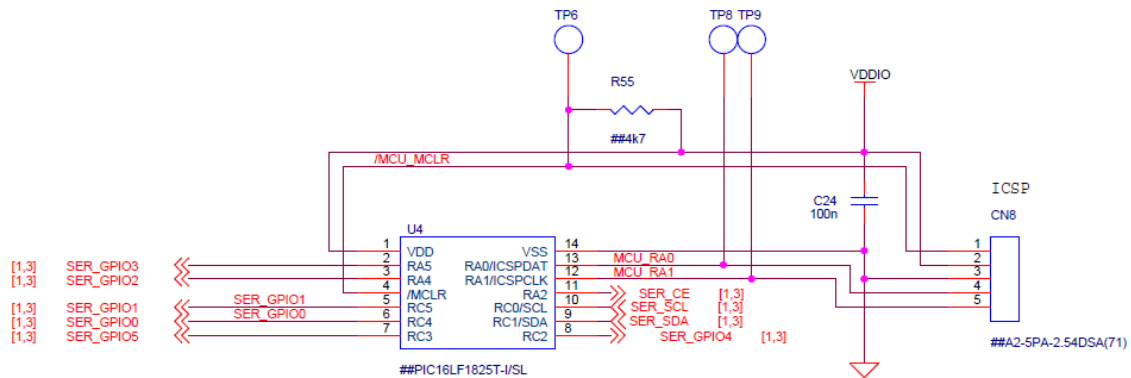 TP6
TP8 TP9
R55
VDDIO
##4k7
/MCU_MCLR
ICSP
C24
100n
CN8
U4
1 VDD VSS 14
[1,3] SER_GPIO3 2 RA5 RA0/ICSPDAT 13 MCU_RA0
[1,3] SER_GPIO2 3 RA4 RA1/ICSPCLK 12 MCU_RA1
4 /MCLR RA2 11 SER_CE [1,3]
[1,3] SER_GPIO1 SER_GPIO1 5 RC5 RC0/SCL 10 SER_SCL [1,3]
[1,3] SER_GPIO0 SER_GPIO0 6 RC4 RC1/SDA 9 SER_SDA [1,3]
[1,3] SER_GPIO5 7 RC3 RC2 8 SER_GPIO4 [1,3]
1
2
3
4
5
##A2-5PA-2.54DSA(71)
##PIC16LF1825T-I/SL